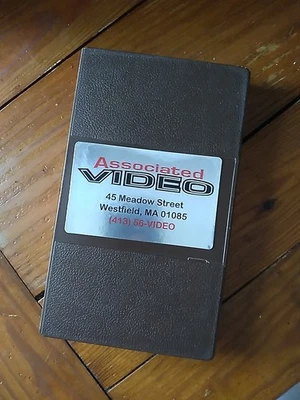 Associated
VIDEO
45 Meadow Street
Westfield, MA 01085
(413) 56-VIDEO